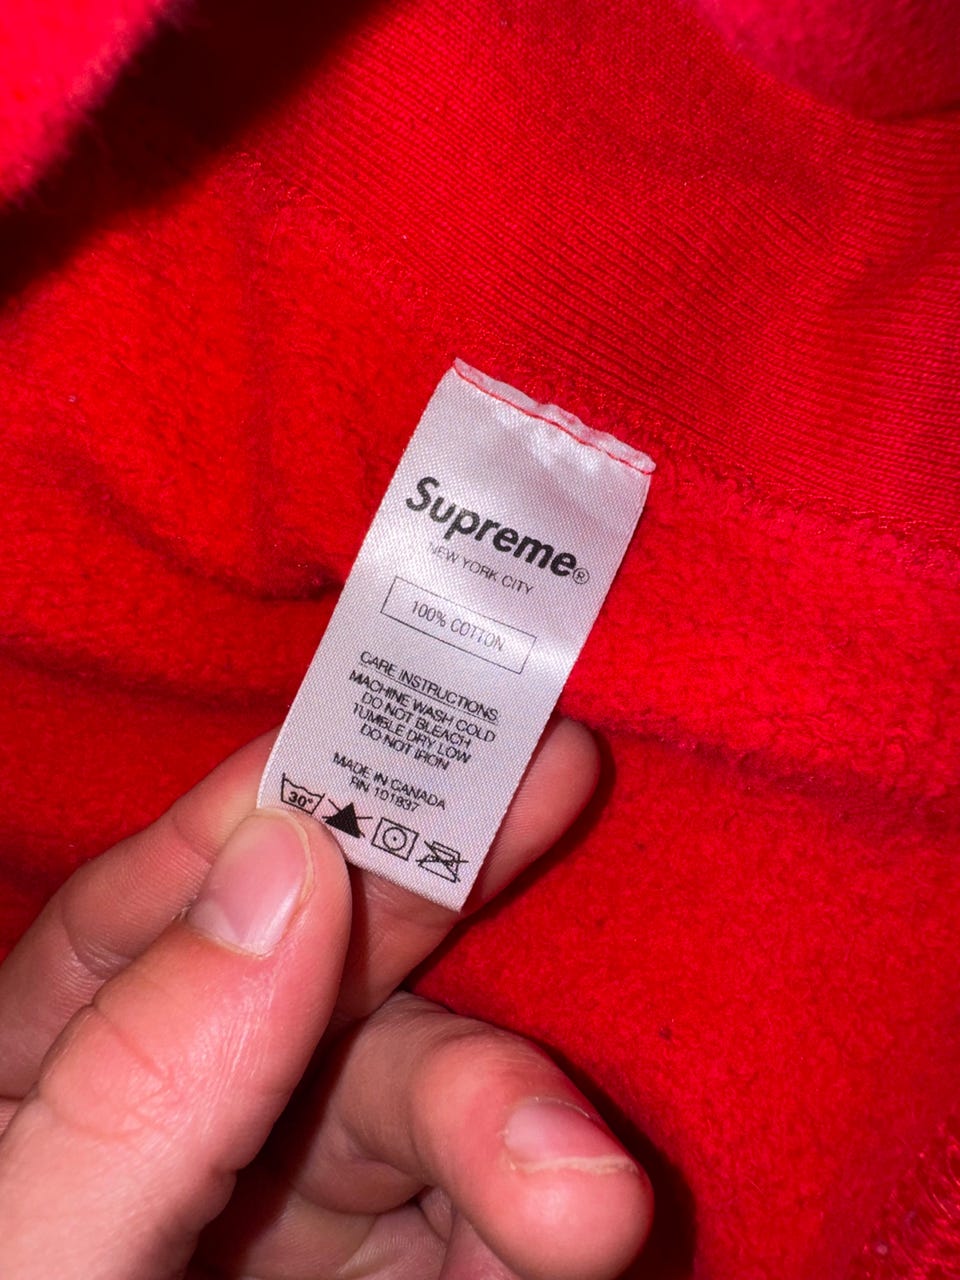 Supreme®
NEW YORK CITY
100% COTTON
CARE INSTRUCTIONS
MACHINE WASH COLD
DO NOT BLEACH
TUMBLE DRY LOW
DO NOT IRON
MADE IN CANADA
RN 101837
30°